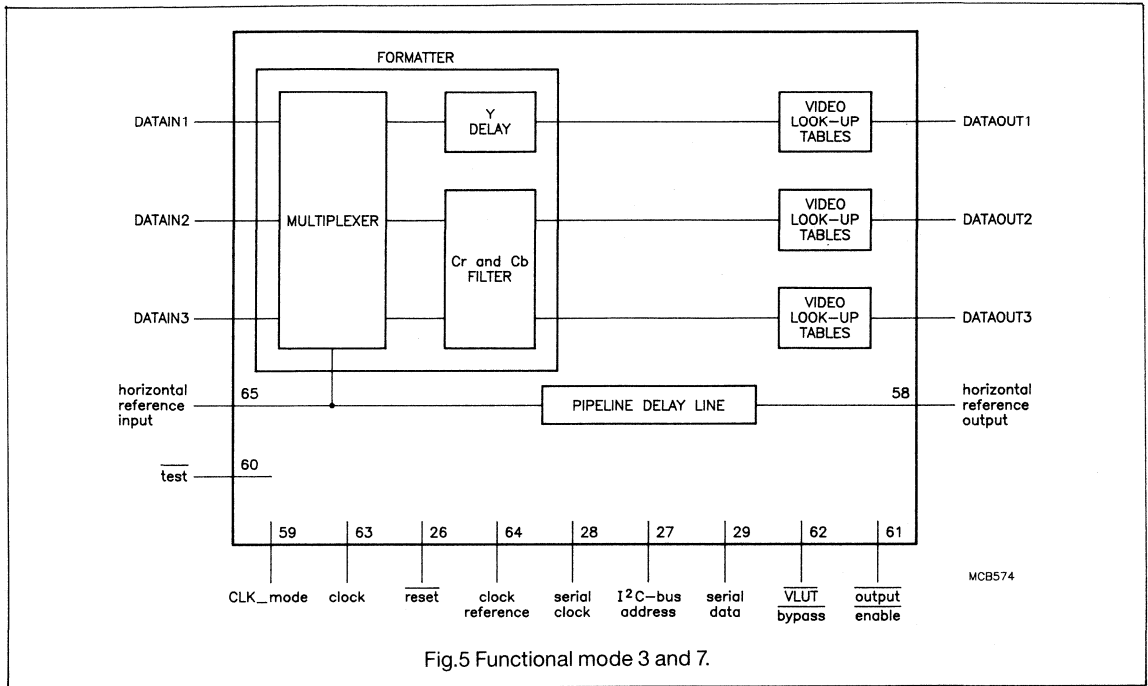 FORMATTER
DATAIN1
MULTIPLEXER
Y
DELAY
VIDEO
LOOK-UP
TABLES
DATAOUT1
DATAIN2
Cr and Cb
FILTER
VIDEO
LOOK-UP
TABLES
DATAOUT2
DATAIN3
VIDEO
LOOK-UP
TABLES
DATAOUT3
horizontal
reference
input
65
PIPELINE DELAY LINE
58
horizontal
reference
output
test
60
59
63
26
64
28
27
29
62
61
CLK_mode
clock
reset
clock
reference
serial
clock
I²C-bus
address
serial
data
VLUT
bypass
output
enable
MCB574
Fig.5 Functional mode 3 and 7.